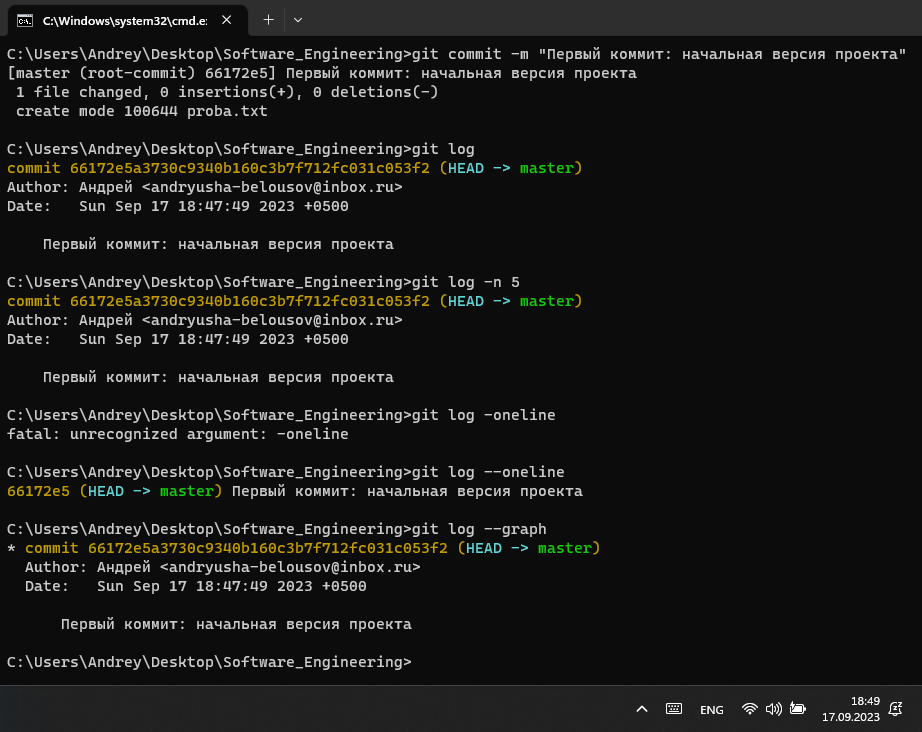 C:\Windows\system32\cmd.e:
C:\Users\Andrey\Desktop\Software_Engineering>git commit -m "Первый коммит: начальная версия проекта"
[master (root-commit) 66172e5] Первый коммит: начальная версия проекта
 1 file changed, 0 insertions(+), 0 deletions(-)
 create mode 100644 proba.txt
C:\Users\Andrey\Desktop\Software_Engineering>git log
commit 66172e5a3730c9340b160c3b7f712fc031c053f2 (HEAD -> master)
Author: Андрей <andryusha-belousov@inbox.ru>
Date:   Sun Sep 17 18:47:49 2023 +0500
    Первый коммит: начальная версия проекта
C:\Users\Andrey\Desktop\Software_Engineering>git log -n 5
commit 66172e5a3730c9340b160c3b7f712fc031c053f2 (HEAD -> master)
Author: Андрей <andryusha-belousov@inbox.ru>
Date:   Sun Sep 17 18:47:49 2023 +0500
    Первый коммит: начальная версия проекта
C:\Users\Andrey\Desktop\Software_Engineering>git log -oneline
fatal: unrecognized argument: -oneline
C:\Users\Andrey\Desktop\Software_Engineering>git log --oneline
66172e5 (HEAD -> master) Первый коммит: начальная версия проекта
C:\Users\Andrey\Desktop\Software_Engineering>git log --graph
* commit 66172e5a3730c9340b160c3b7f712fc031c053f2 (HEAD -> master)
  Author: Андрей <andryusha-belousov@inbox.ru>
  Date:   Sun Sep 17 18:47:49 2023 +0500
      Первый коммит: начальная версия проекта
C:\Users\Andrey\Desktop\Software_Engineering>
ENG
18:49
17.09.2023